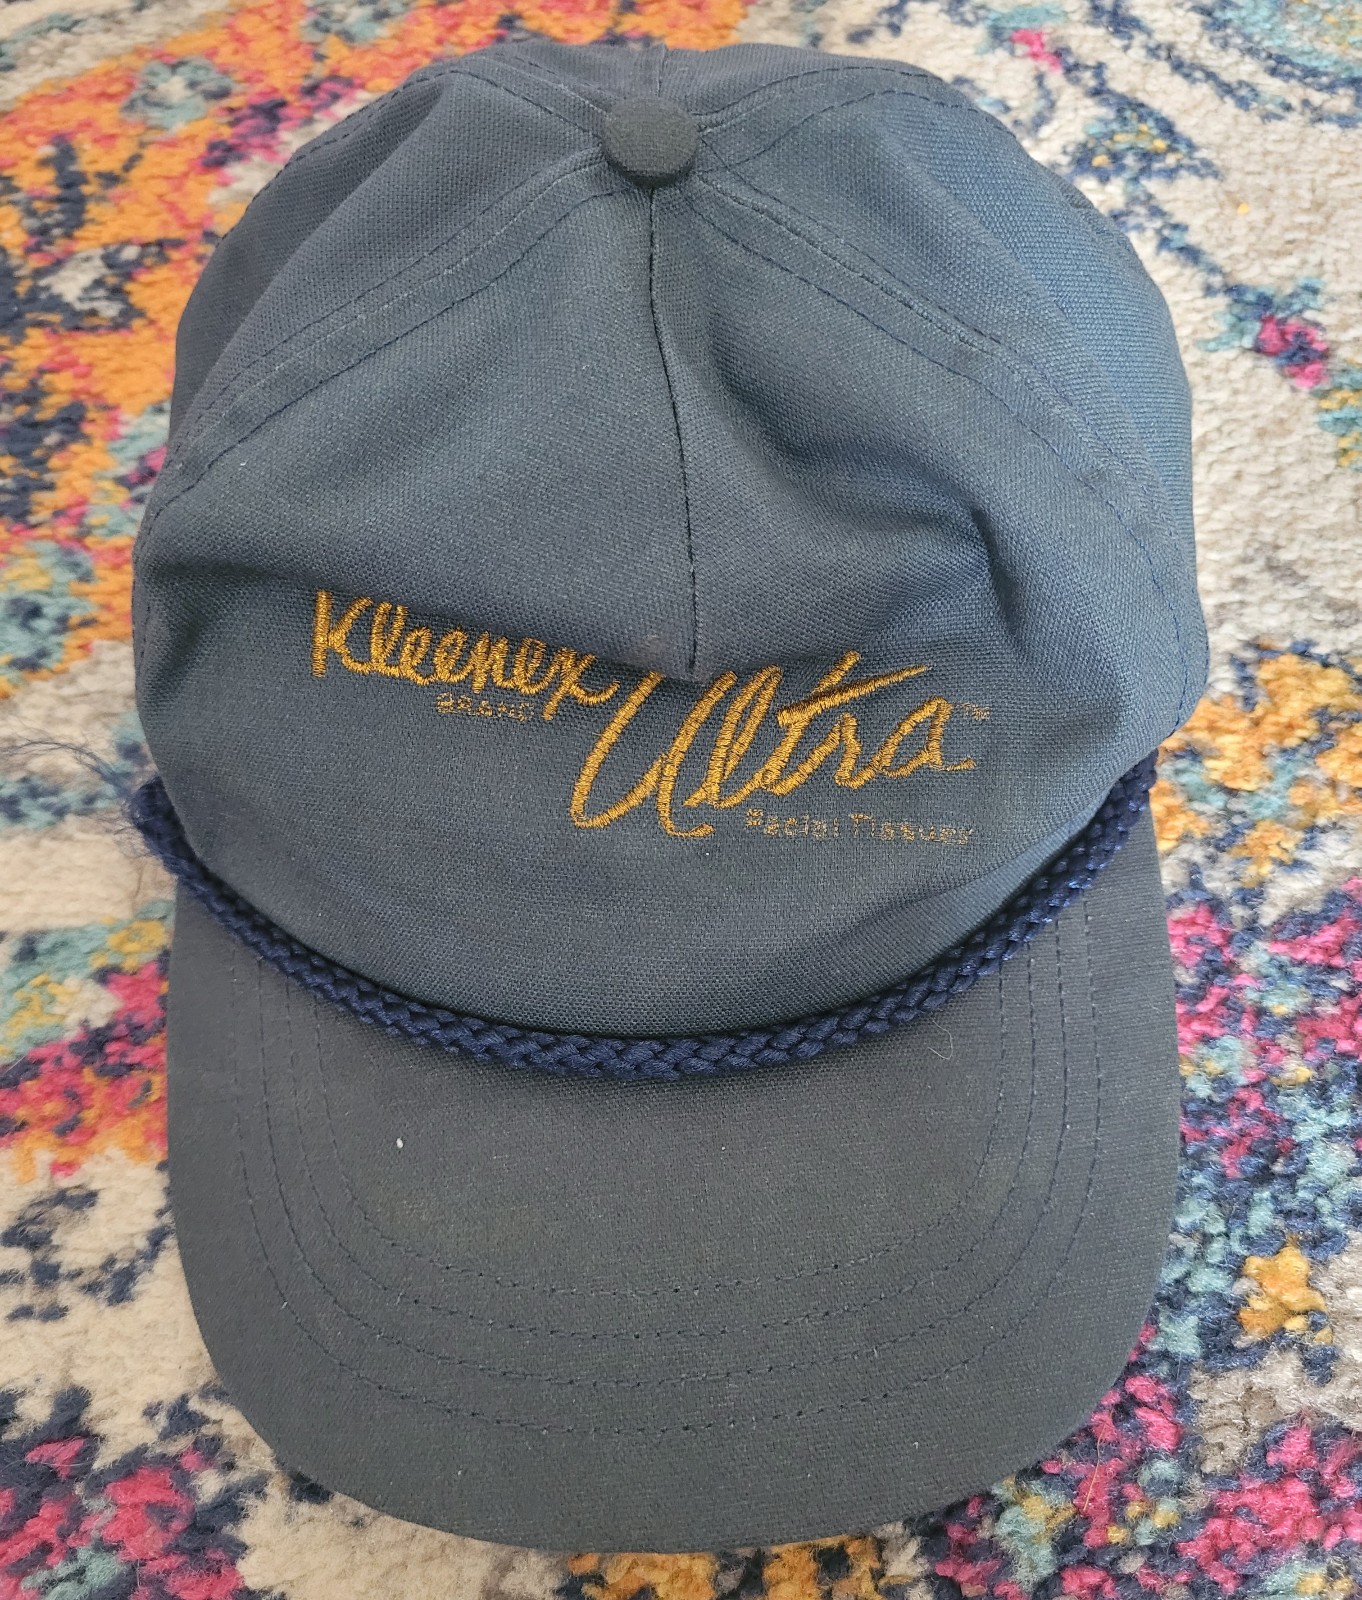 Kleenex
BRAND
Ultra™
Facial Tissues